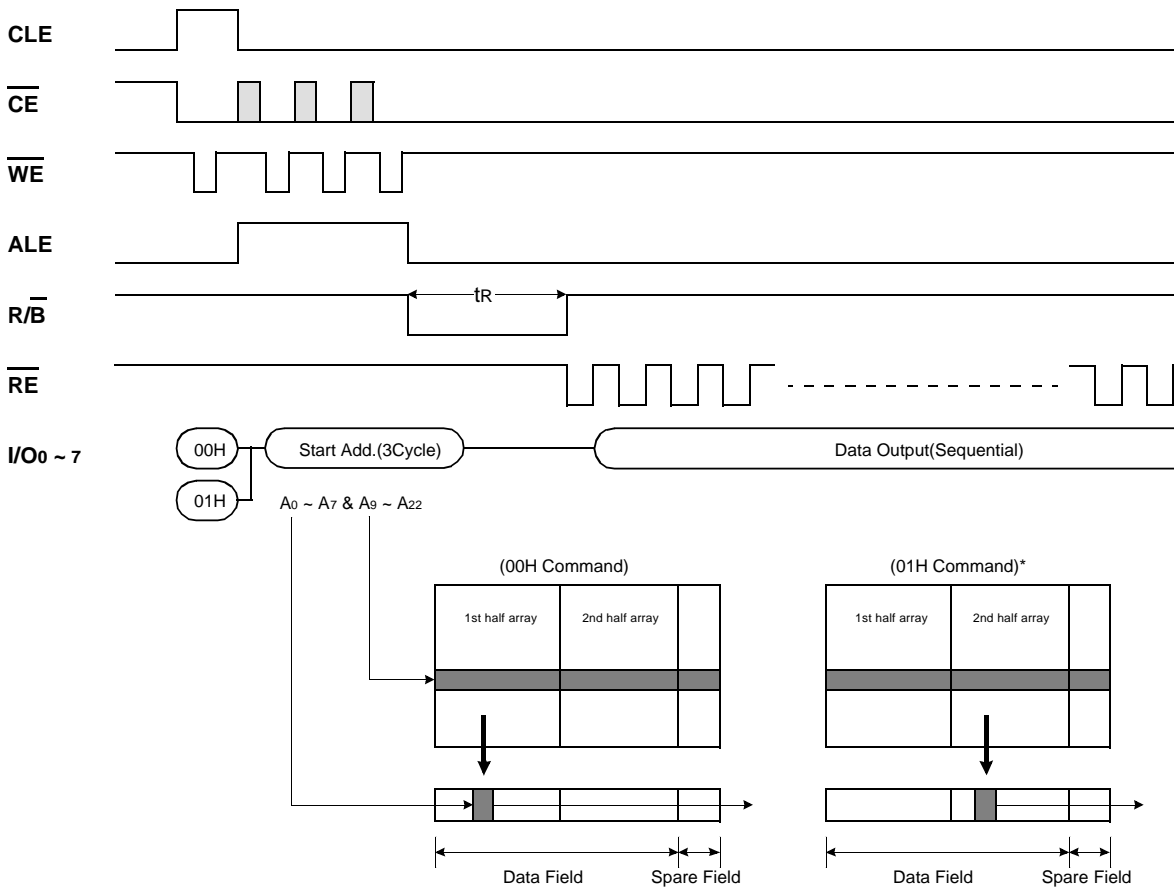 CLE
CE
WE
ALE
R/B
tR
RE
I/O0 ~ 7
00H
Start Add.(3Cycle)
Data Output(Sequential)
01H
A0 ~ A7 & A9 ~ A22
(00H Command)
(01H Command)*
1st half array
2nd half array
1st half array
2nd half array
Data Field
Spare Field
Data Field
Spare Field